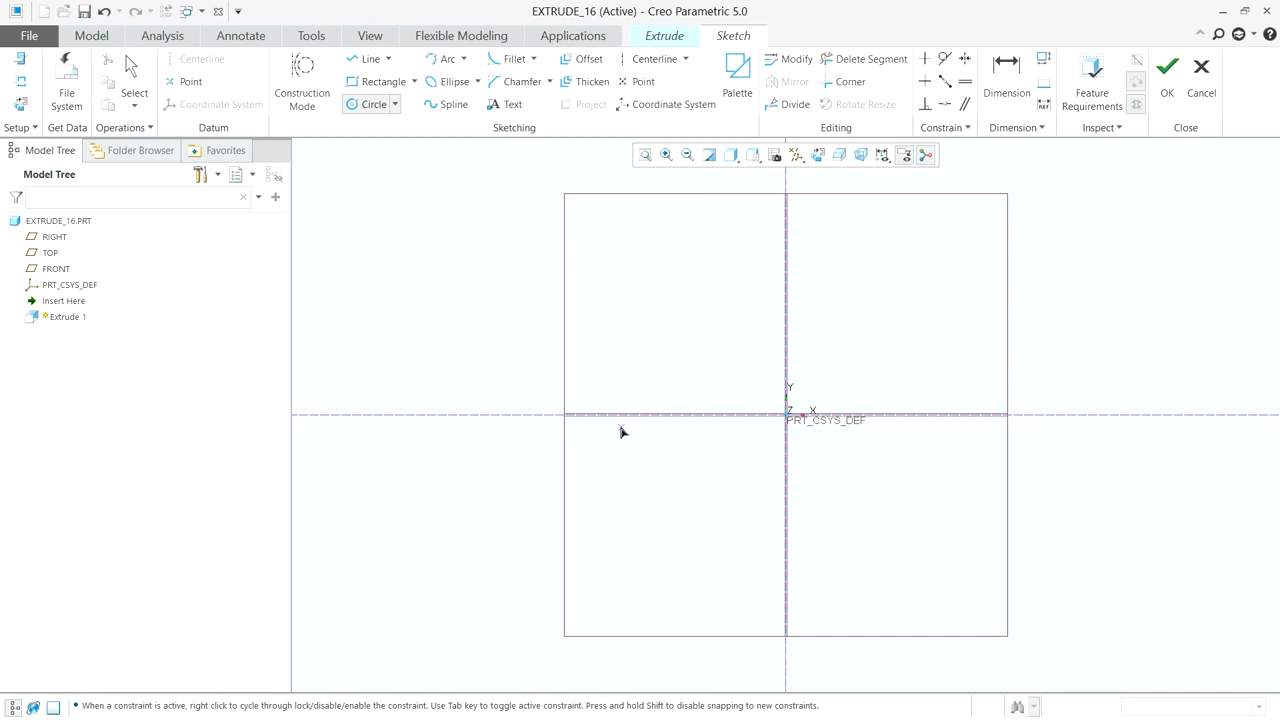 EXTRUDE_16 (Active) - Creo Parametric 5.0
File Model Analysis Annotate Tools View Flexible Modeling Applications Extrude Sketch
Centerline Line Arc Fillet Offset Centerline Modify Delete Segment
Point Rectangle Ellipse Chamfer Thicken Point Mirror Corner
Coordinate System Circle Spline Text Project Coordinate System Divide Rotate Resize
File System Select Construction Mode Palette Dimension Feature Requirements OK Cancel
Setup Get Data Operations Datum Sketching Editing Constrain Dimension Inspect Close
Model Tree Folder Browser Favorites
Model Tree
EXTRUDE_16.PRT
RIGHT
TOP
FRONT
PRT_CSYS_DEF
Insert Here
Extrude 1
Y
Z X
PRT_CSYS_DEF
When a constraint is active, right click to cycle through lock/disable/enable the constraint. Use Tab key to toggle active constraint. Press and hold Shift to disable snapping to new constraints.